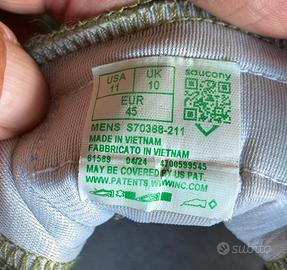 USA UK saucony
11 10
EUR
45
MENS S70368-211
MADE IN VIETNAM
FABBRICATO IN VIETNAM
61589 04/24 4700599545
MAY BE COVERED BY US PAT.
WWW.PATENTS.WWWINC.COM
subito